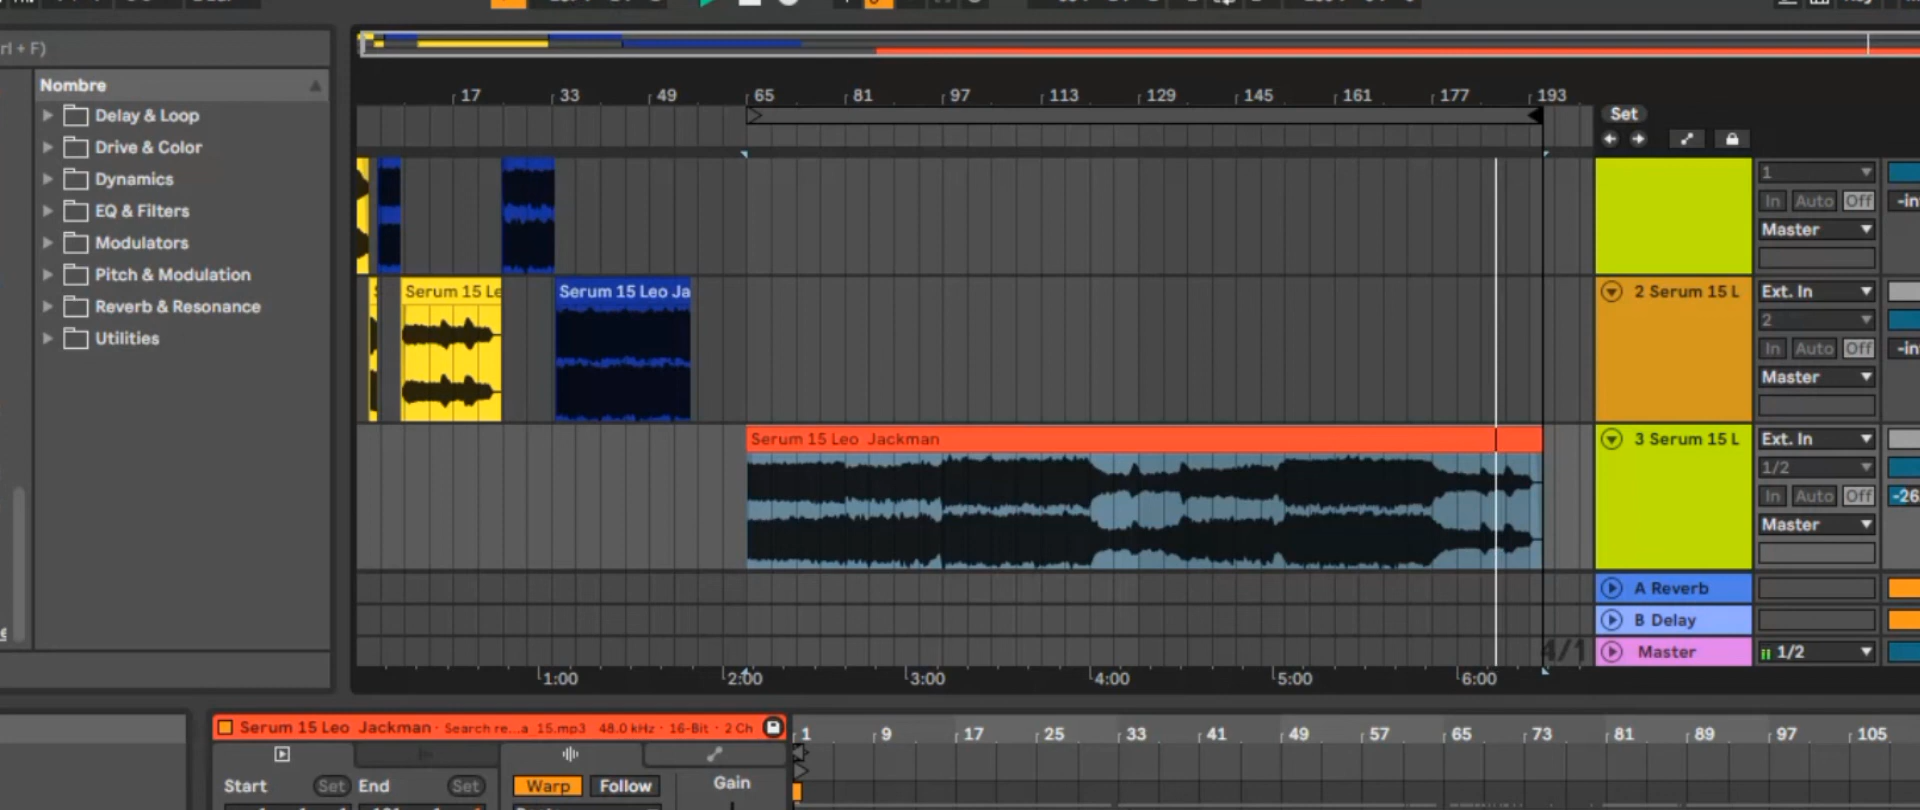 rl + F)
Nombre
Delay & Loop
Drive & Color
Dynamics
EQ & Filters
Modulators
Pitch & Modulation
Reverb & Resonance
Utilities
17 33 49 65 81 97 113 129 145 161 177 193
Set
1
In Auto Off
Master
Serum 15 Le
Serum 15 Leo Ja
2 Serum 15 L
Ext. In
2
In Auto Off
Master
Serum 15 Leo Jackman
3 Serum 15 L
Ext. In
1/2
In Auto Off
-26
Master
A Reverb
B Delay
4/1
Master
1/2
1:00 2:00 3:00 4:00 5:00 6:00
Serum 15 Leo Jackman · Search re...a 15.mp3 48.0 kHz · 16-Bit · 2 Ch
1 9 17 25 33 41 49 57 65 73 81 89 97 105
Start Set End Set
Warp Follow
Gain